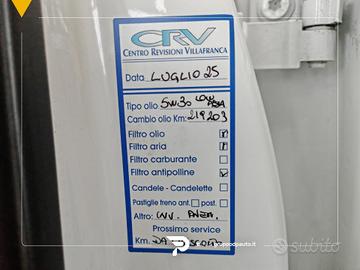 CRV
CENTRO REVISIONI VILLAFRANCA
Data LUGLIO 25
Tipo olio 5W30 LOW
Cambio olio Km: 219203
Filtro olio
Filtro aria
Filtro carburante
Filtro antipolline
Candele - Candelette
Pastiglie freno ant. post.
Altro:
Prossimo service
Km.
subito